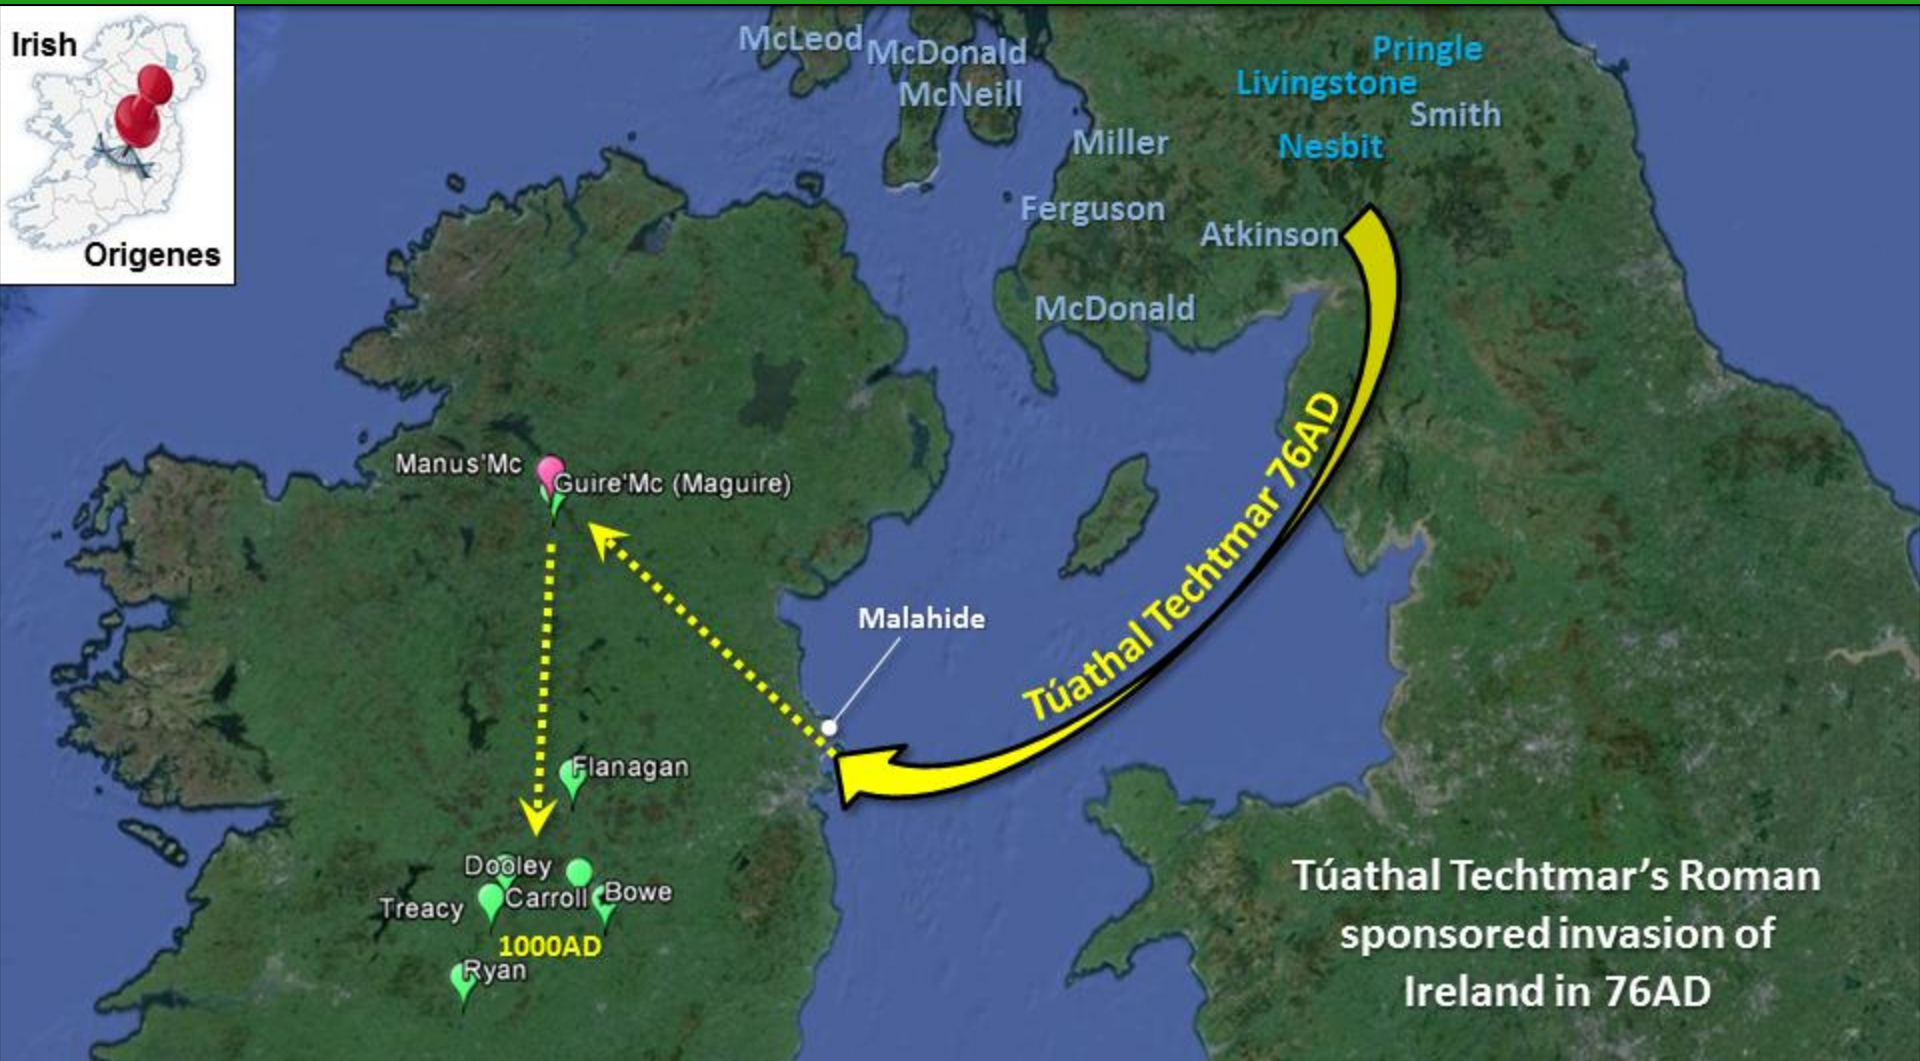 Irish
Origenes
McLeod
McDonald
McNeill
Pringle
Livingstone
Smith
Miller
Nesbit
Ferguson
Atkinson
McDonald
Túathal Techtmar 76AD
Manus'Mc
Guire'Mc (Maguire)
Malahide
Flanagan
Dooley
Carroll
Bowe
Treacy
1000AD
Ryan
Túathal Techtmar’s Roman
sponsored invasion of
Ireland in 76AD